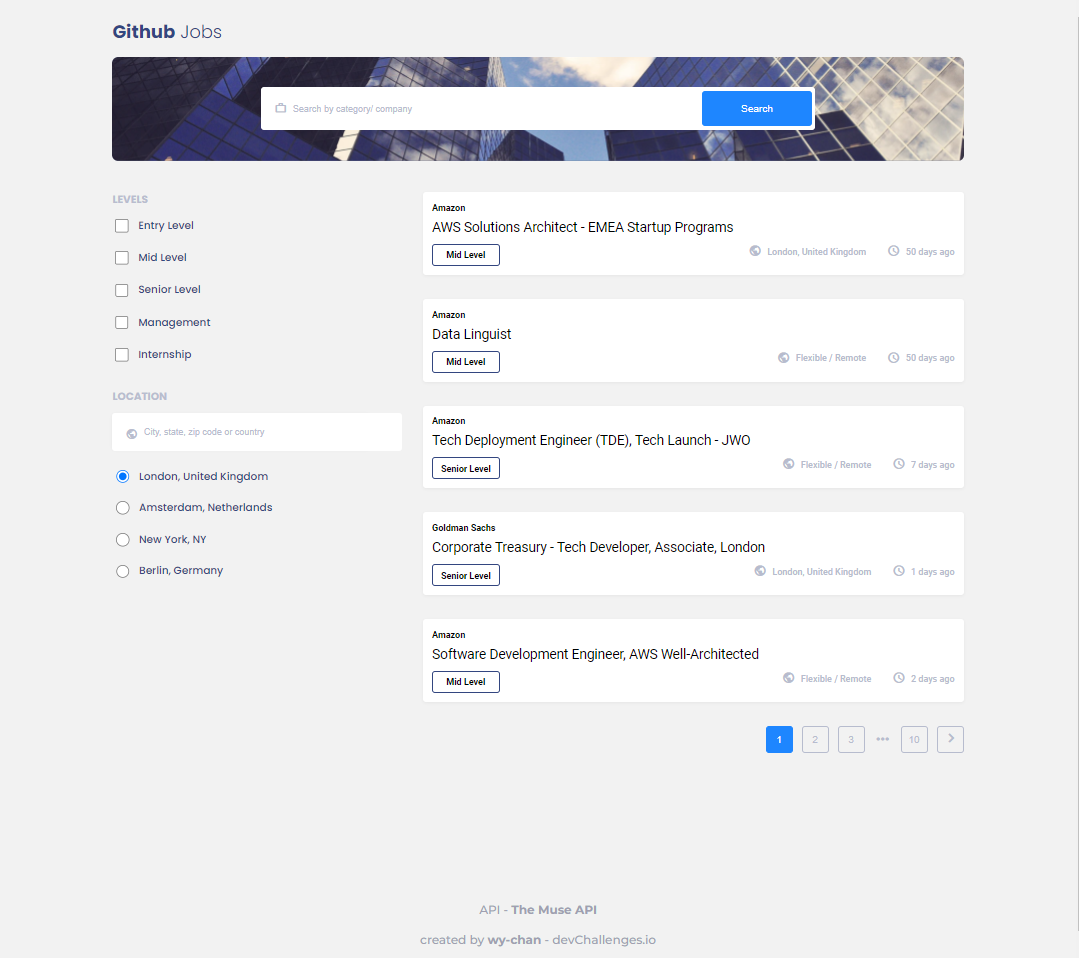 Github Jobs
Search by category/ company
Search
LEVELS
Entry Level
Mid Level
Senior Level
Management
Internship
LOCATION
City, state, zip code or country
London, United Kingdom
Amsterdam, Netherlands
New York, NY
Berlin, Germany
Amazon
AWS Solutions Architect - EMEA Startup Programs
Mid Level
London, United Kingdom
50 days ago
Amazon
Data Linguist
Mid Level
Flexible / Remote
50 days ago
Amazon
Tech Deployment Engineer (TDE), Tech Launch - JWO
Senior Level
Flexible / Remote
7 days ago
Goldman Sachs
Corporate Treasury - Tech Developer, Associate, London
Senior Level
London, United Kingdom
1 days ago
Amazon
Software Development Engineer, AWS Well-Architected
Mid Level
Flexible / Remote
2 days ago
1 2 3 ••• 10 >
API - The Muse API
created by wy-chan - devChallenges.io